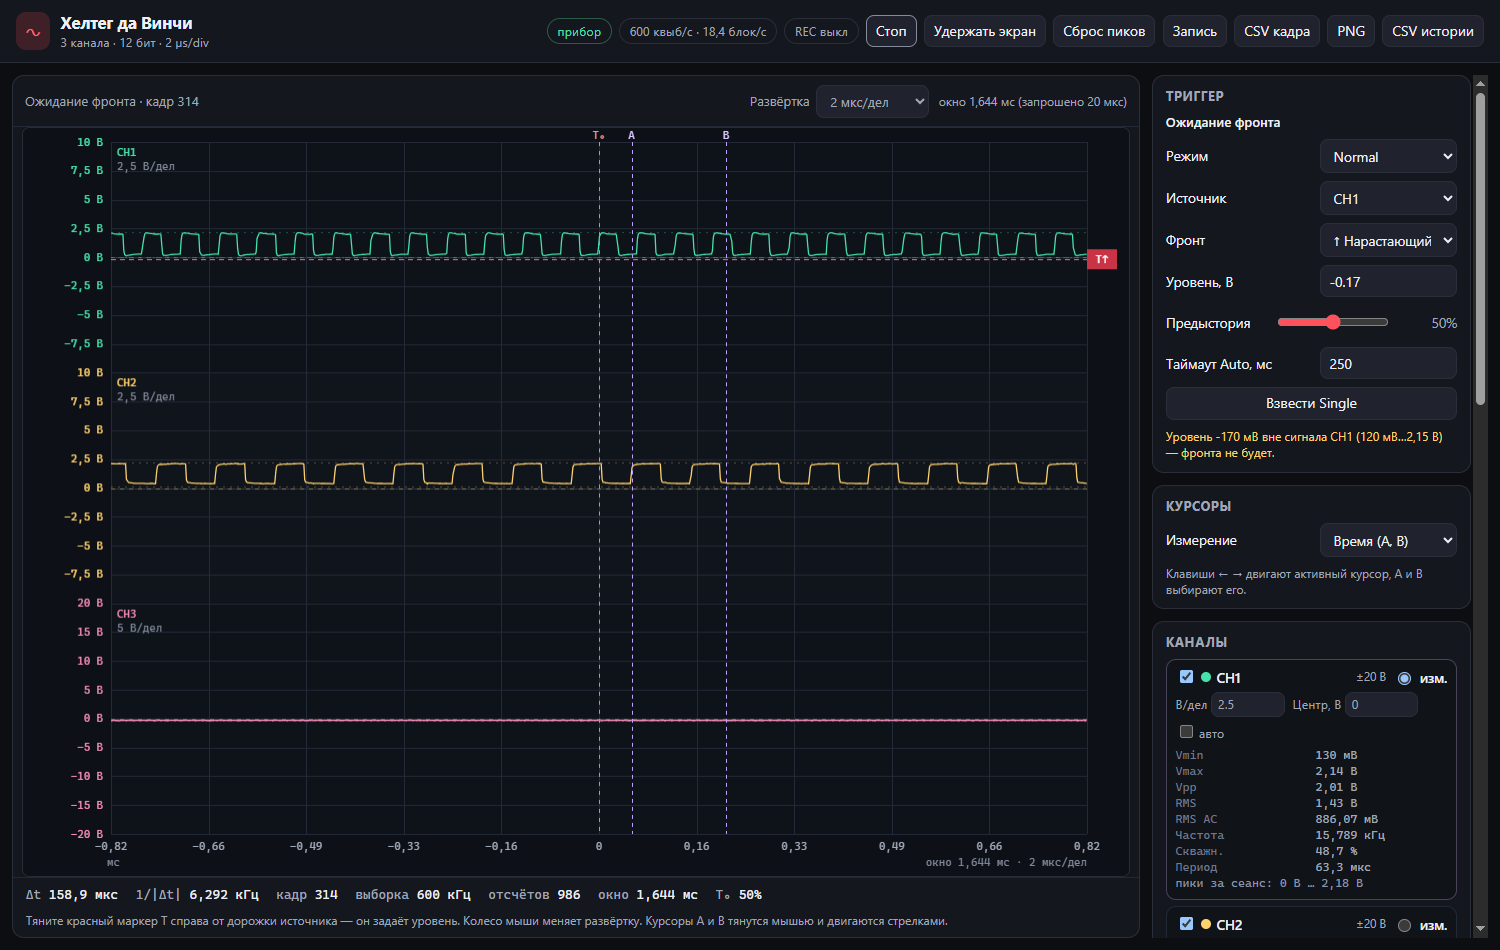 Хелтег да Винчи
3 канала · 12 бит · 2 µs/div
прибор
600 квыб/с · 18,4 блок/с
REC выкл
Стоп
Удержать экран
Сброс пиков
Запись
CSV кадра
PNG
CSV истории
Ожидание фронта · кадр 314
Развёртка
2 мкс/дел
окно 1,644 мс (запрошено 20 мкс)
T₀
A
B
10 В
CH1
2,5 В/дел
7,5 В
5 В
2,5 В
0 В
T↑
−2,5 В
−5 В
−7,5 В
10 В
CH2
2,5 В/дел
7,5 В
5 В
2,5 В
0 В
−2,5 В
−5 В
−7,5 В
20 В
CH3
5 В/дел
15 В
10 В
5 В
0 В
−5 В
−10 В
−15 В
−20 В
−0,82
−0,66
−0,49
−0,33
−0,16
0
0,16
0,33
0,49
0,66
0,82
мс
окно 1,644 мс · 2 мкс/дел
Δt 158,9 мкс 1/|Δt| 6,292 кГц кадр 314 выборка 600 кГц отсчётов 986 окно 1,644 мс T₀ 50%
Тяните красный маркер T справа от дорожки источника — он задаёт уровень. Колесо мыши меняет развёртку. Курсоры A и B тянутся мышью и двигаются стрелками.
ТРИГГЕР
Ожидание фронта
Режим
Normal
Источник
CH1
Фронт
↑ Нарастающий
Уровень, В
-0.17
Предыстория
50%
Таймаут Auto, мс
250
Взвести Single
Уровень -170 мВ вне сигнала CH1 (120 мВ…2,15 В)
— фронта не будет.
КУРСОРЫ
Измерение
Время (A, B)
Клавиши ← → двигают активный курсор, A и B
выбирают его.
КАНАЛЫ
CH1
±20 В
изм.
В/дел
2.5
Центр, В
0
авто
Vmin 130 мВ
Vmax 2,14 В
Vpp 2,01 В
RMS 1,43 В
RMS AC 886,07 мВ
Частота 15,789 кГц
Скважн. 48,7 %
Период 63,3 мкс
пики за сеанс: 0 В … 2,18 В
CH2
±20 В
изм.